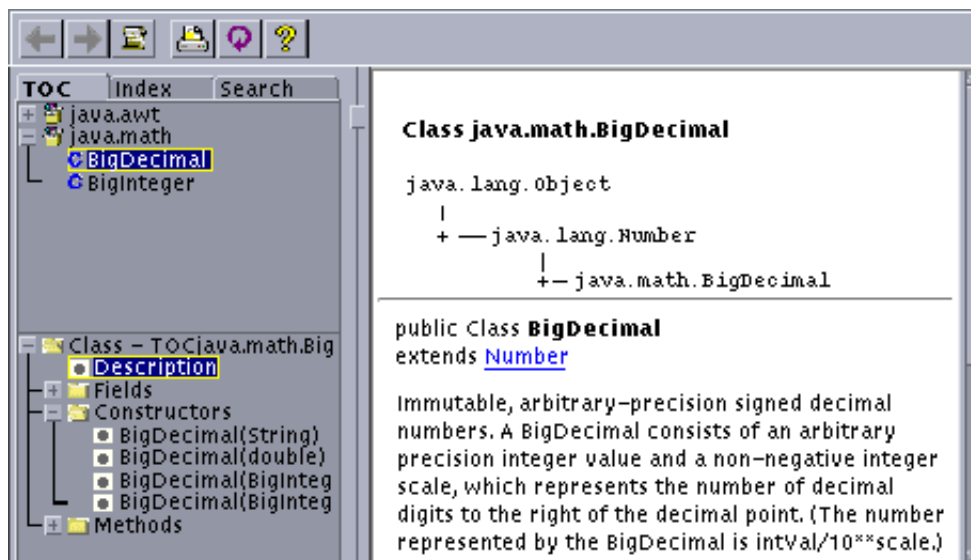 TOC Index Search
java.awt
java.math
BigDecimal
BigInteger
Class – TOCjava.math.Big
Description
Fields
Constructors
BigDecimal(String)
BigDecimal(double)
BigDecimal(BigInteg
BigDecimal(BigInteg
Methods
Class java.math.BigDecimal
java.lang.Object
|
+ —–java.lang.Number
|
+– java.math.BigDecimal
public Class BigDecimal
extends Number
Immutable, arbitrary–precision signed decimal
numbers. A BigDecimal consists of an arbitrary
precision integer value and a non–negative integer
scale, which represents the number of decimal
digits to the right of the decimal point. (The number
represented by the BigDecimal is intVal/10**scale.)